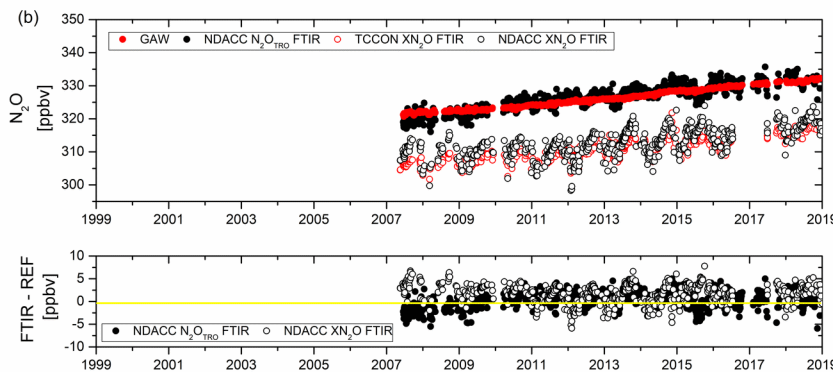 (b)
350
340
330
320
310
300
N₂O
[ppbv]
GAW NDACC N₂O_TRO FTIR TCCON XN₂O FTIR NDACC XN₂O FTIR
1999 2001 2003 2005 2007 2009 2011 2013 2015 2017 2019
10
5
0
-5
-10
FTIR - REF
[ppbv]
NDACC N₂O_TRO FTIR NDACC XN₂O FTIR
1999 2001 2003 2005 2007 2009 2011 2013 2015 2017 2019